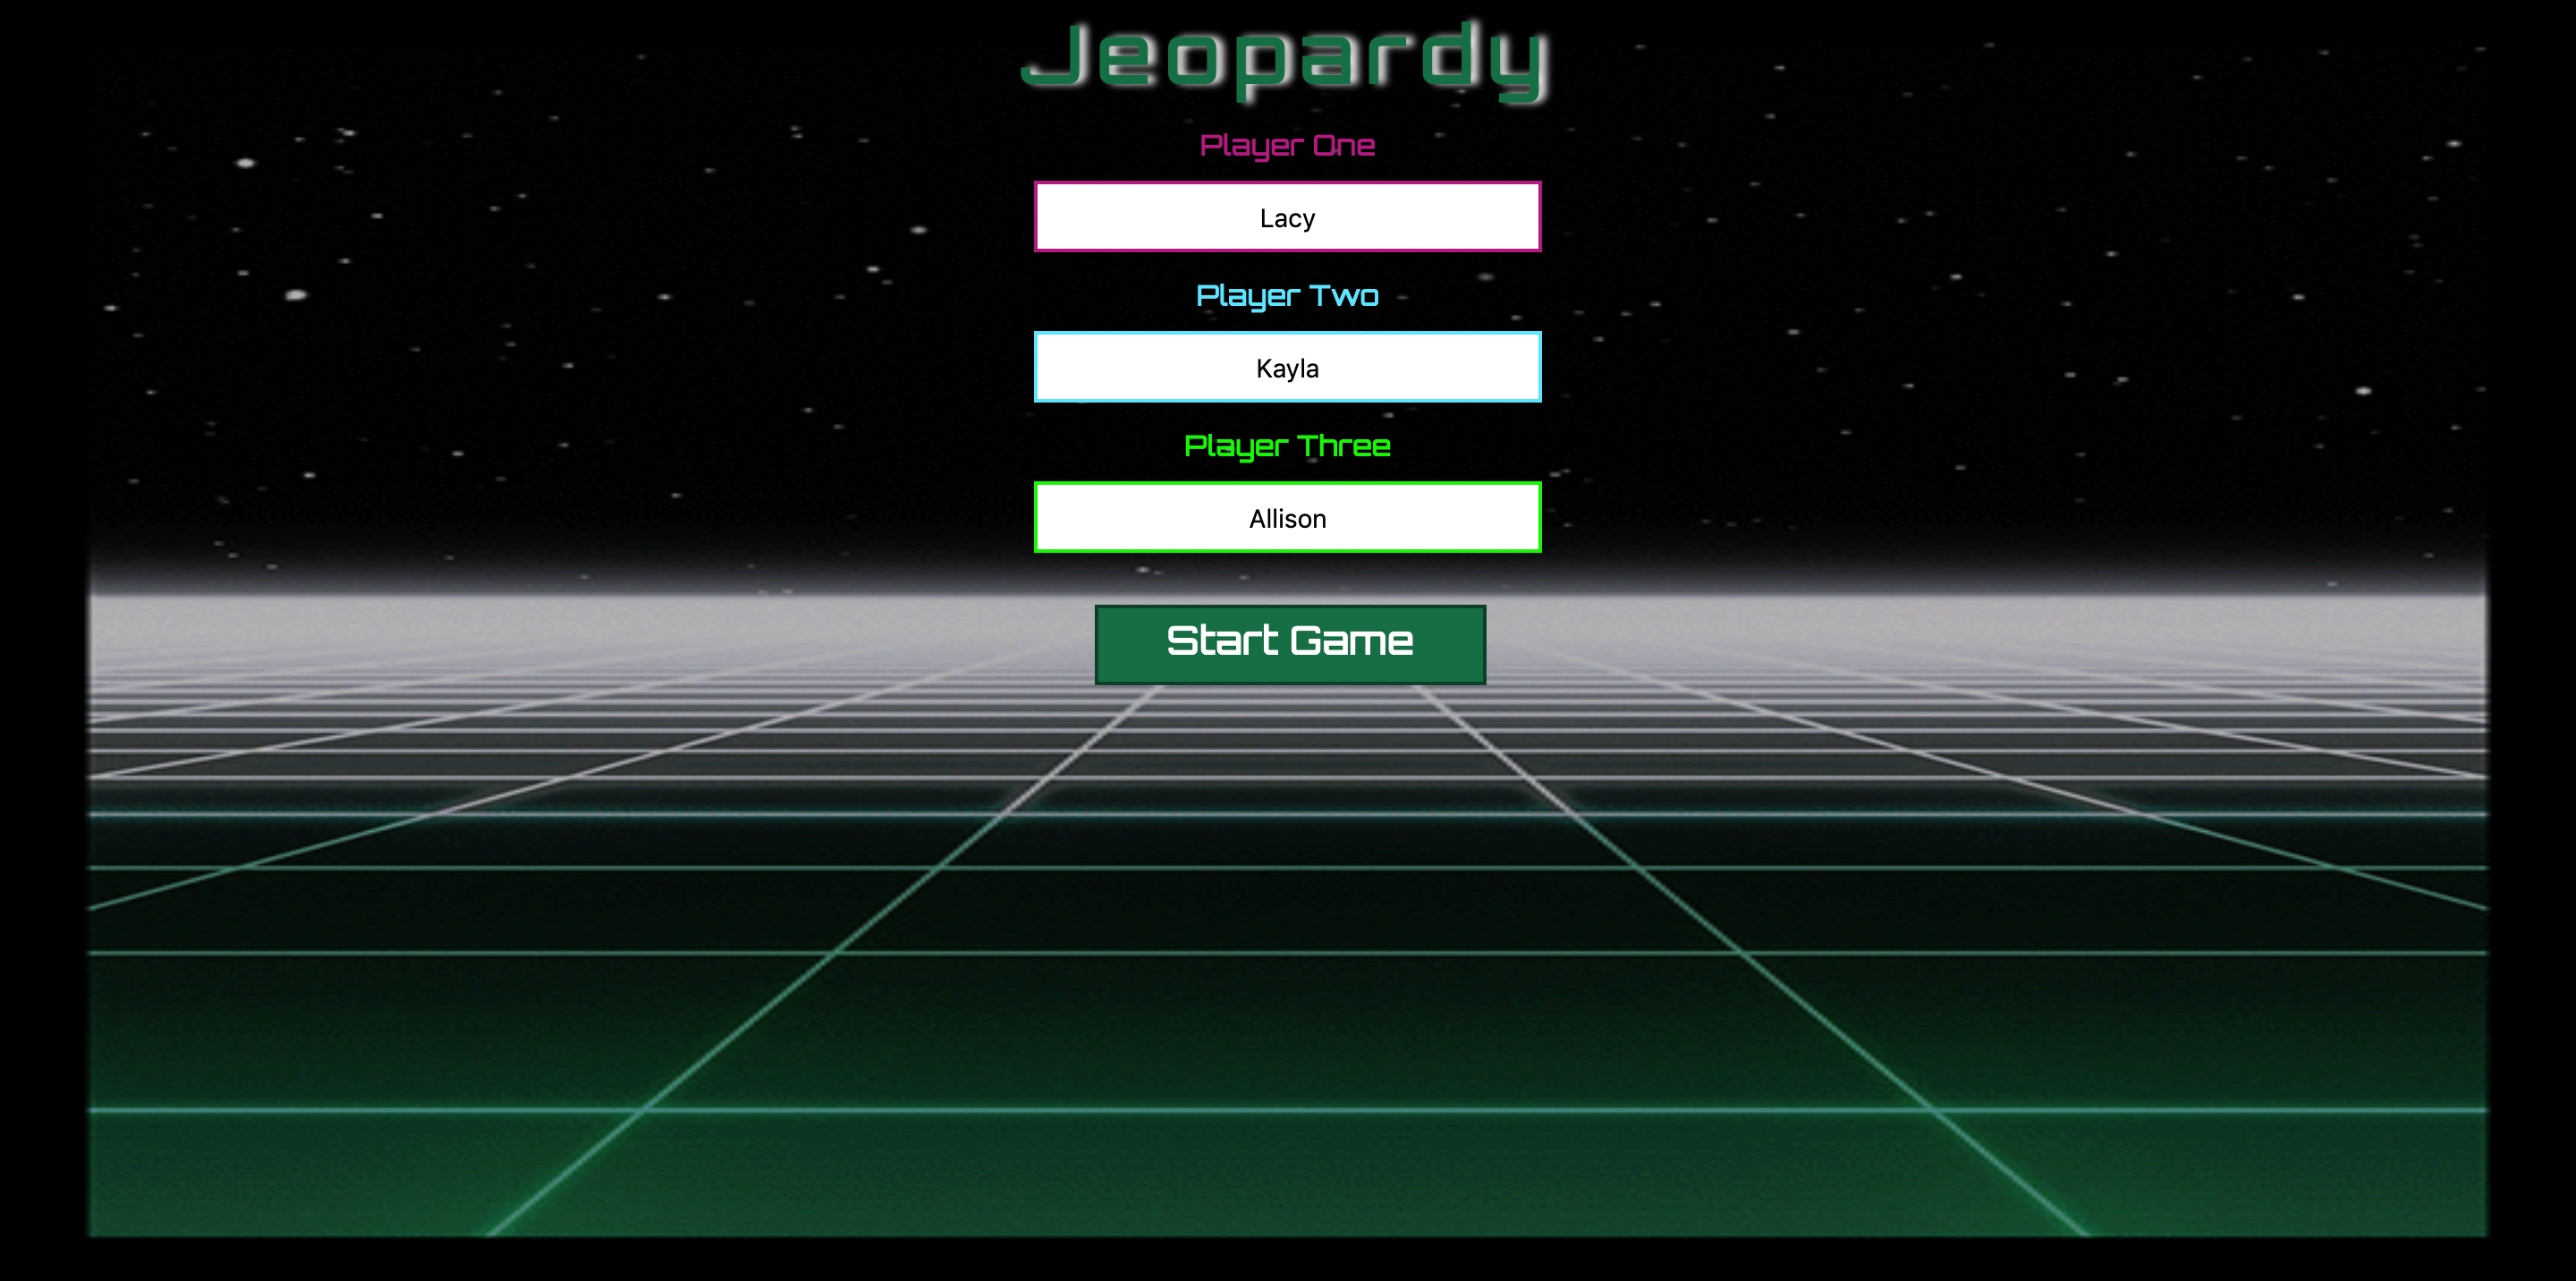 Jeopardy
Player One
Lacy
Player Two
Kayla
Player Three
Allison
Start Game